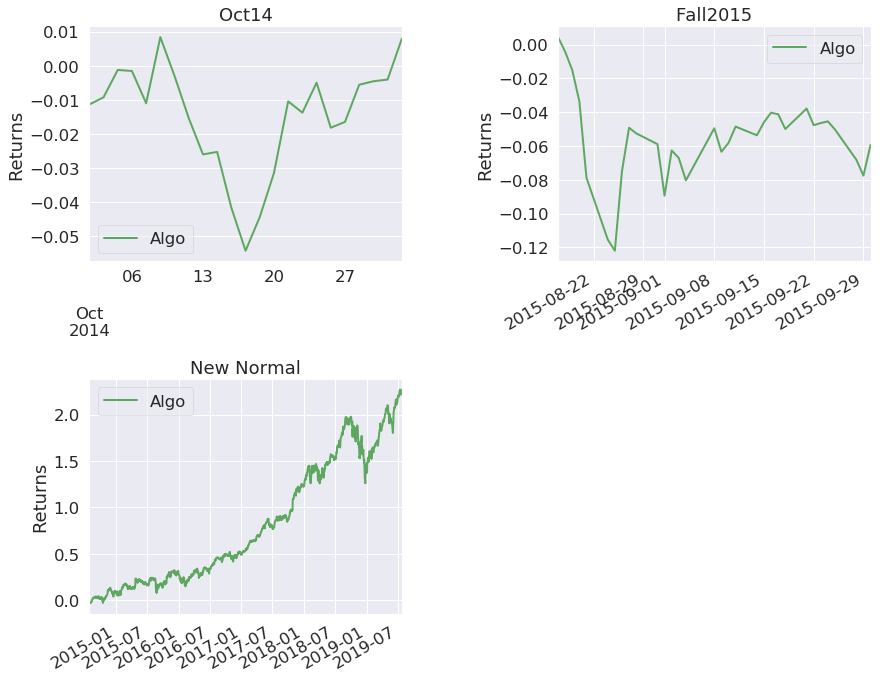 Oct14
0.01
0.00
−0.01
−0.02
−0.03
−0.04
−0.05
Returns
Algo
06 13 20 27
Oct
2014
Fall2015
0.00
−0.02
−0.04
−0.06
−0.08
−0.10
−0.12
Returns
Algo
2015-08-22 2015-08-29 2015-09-01 2015-09-08 2015-09-15 2015-09-22 2015-09-29
New Normal
2.0
1.5
1.0
0.5
0.0
Returns
Algo
2015-01 2015-07 2016-01 2016-07 2017-01 2017-07 2018-01 2018-07 2019-01 2019-07